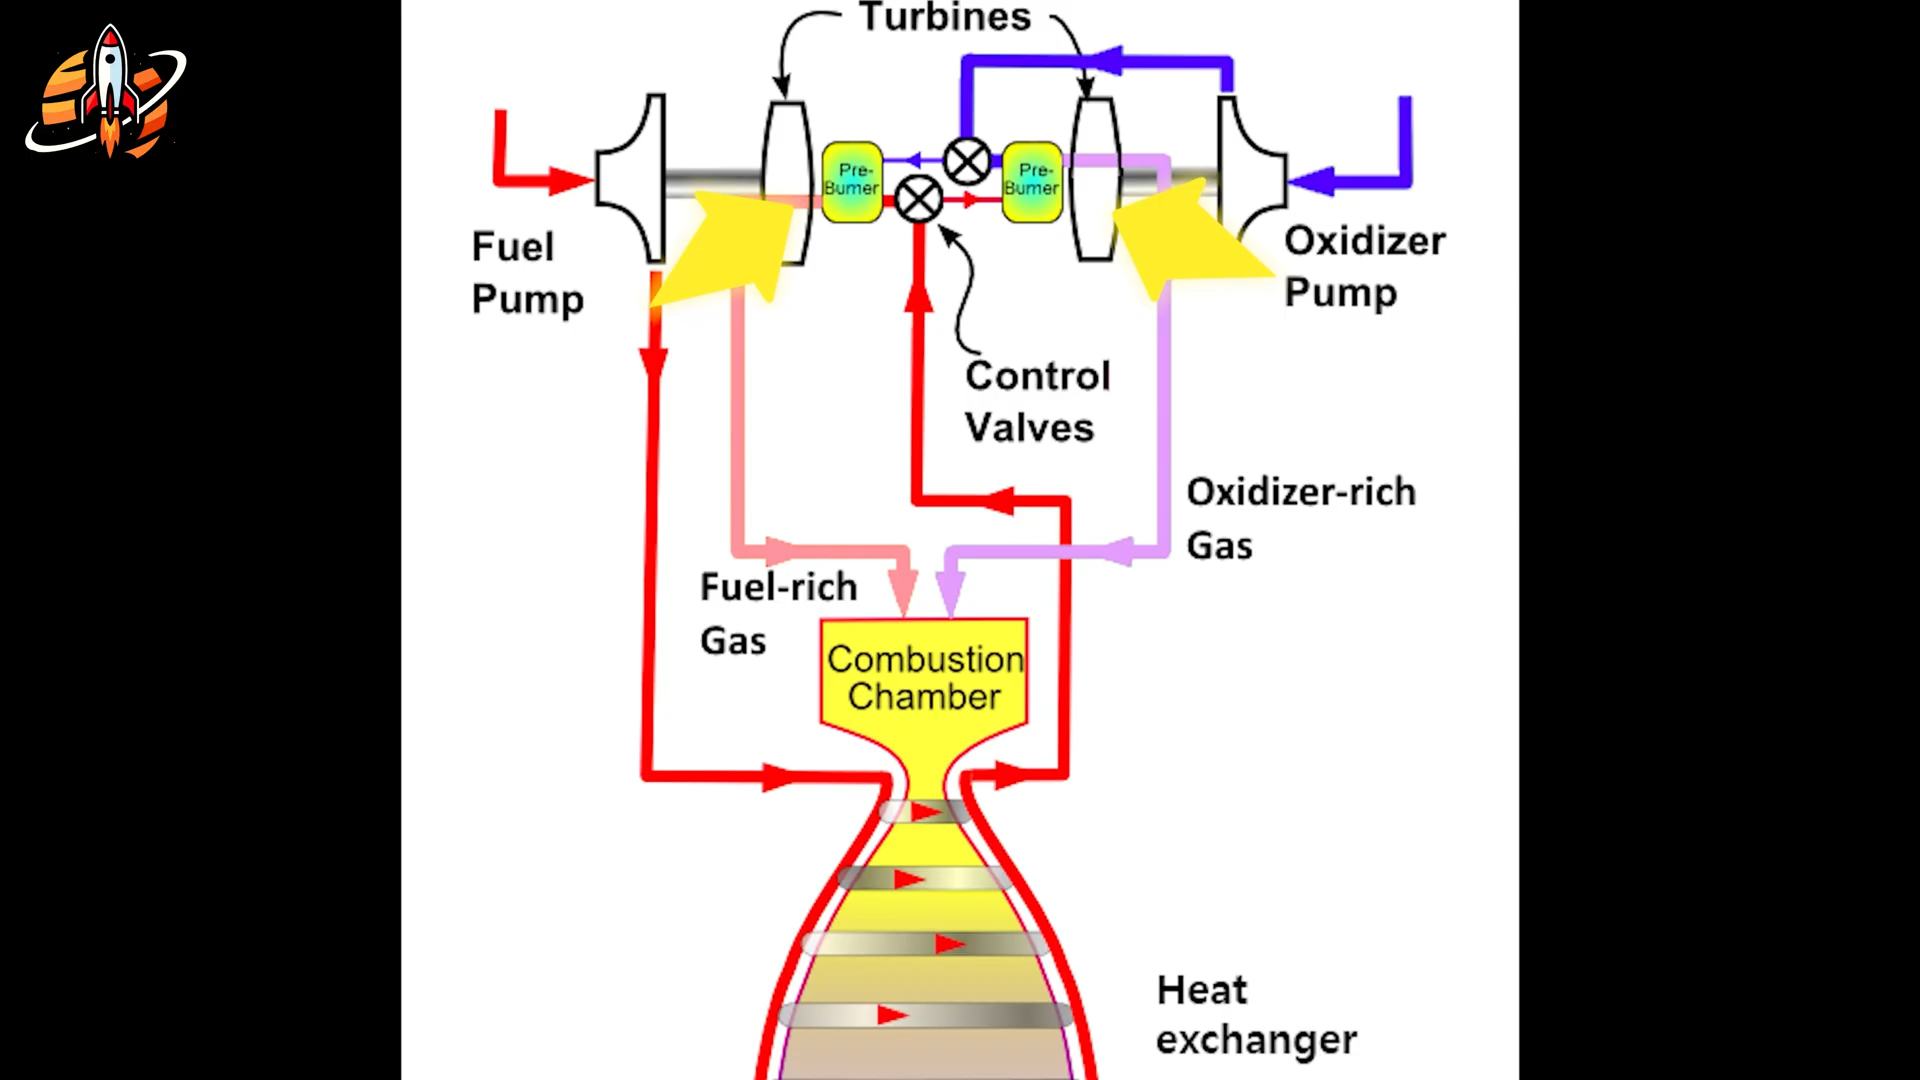 Turbines
Pre-
Burner
Pre-
Burner
Fuel
Pump
Oxidizer
Pump
Control
Valves
Oxidizer-rich
Gas
Fuel-rich
Gas
Combustion
Chamber
Heat
exchanger